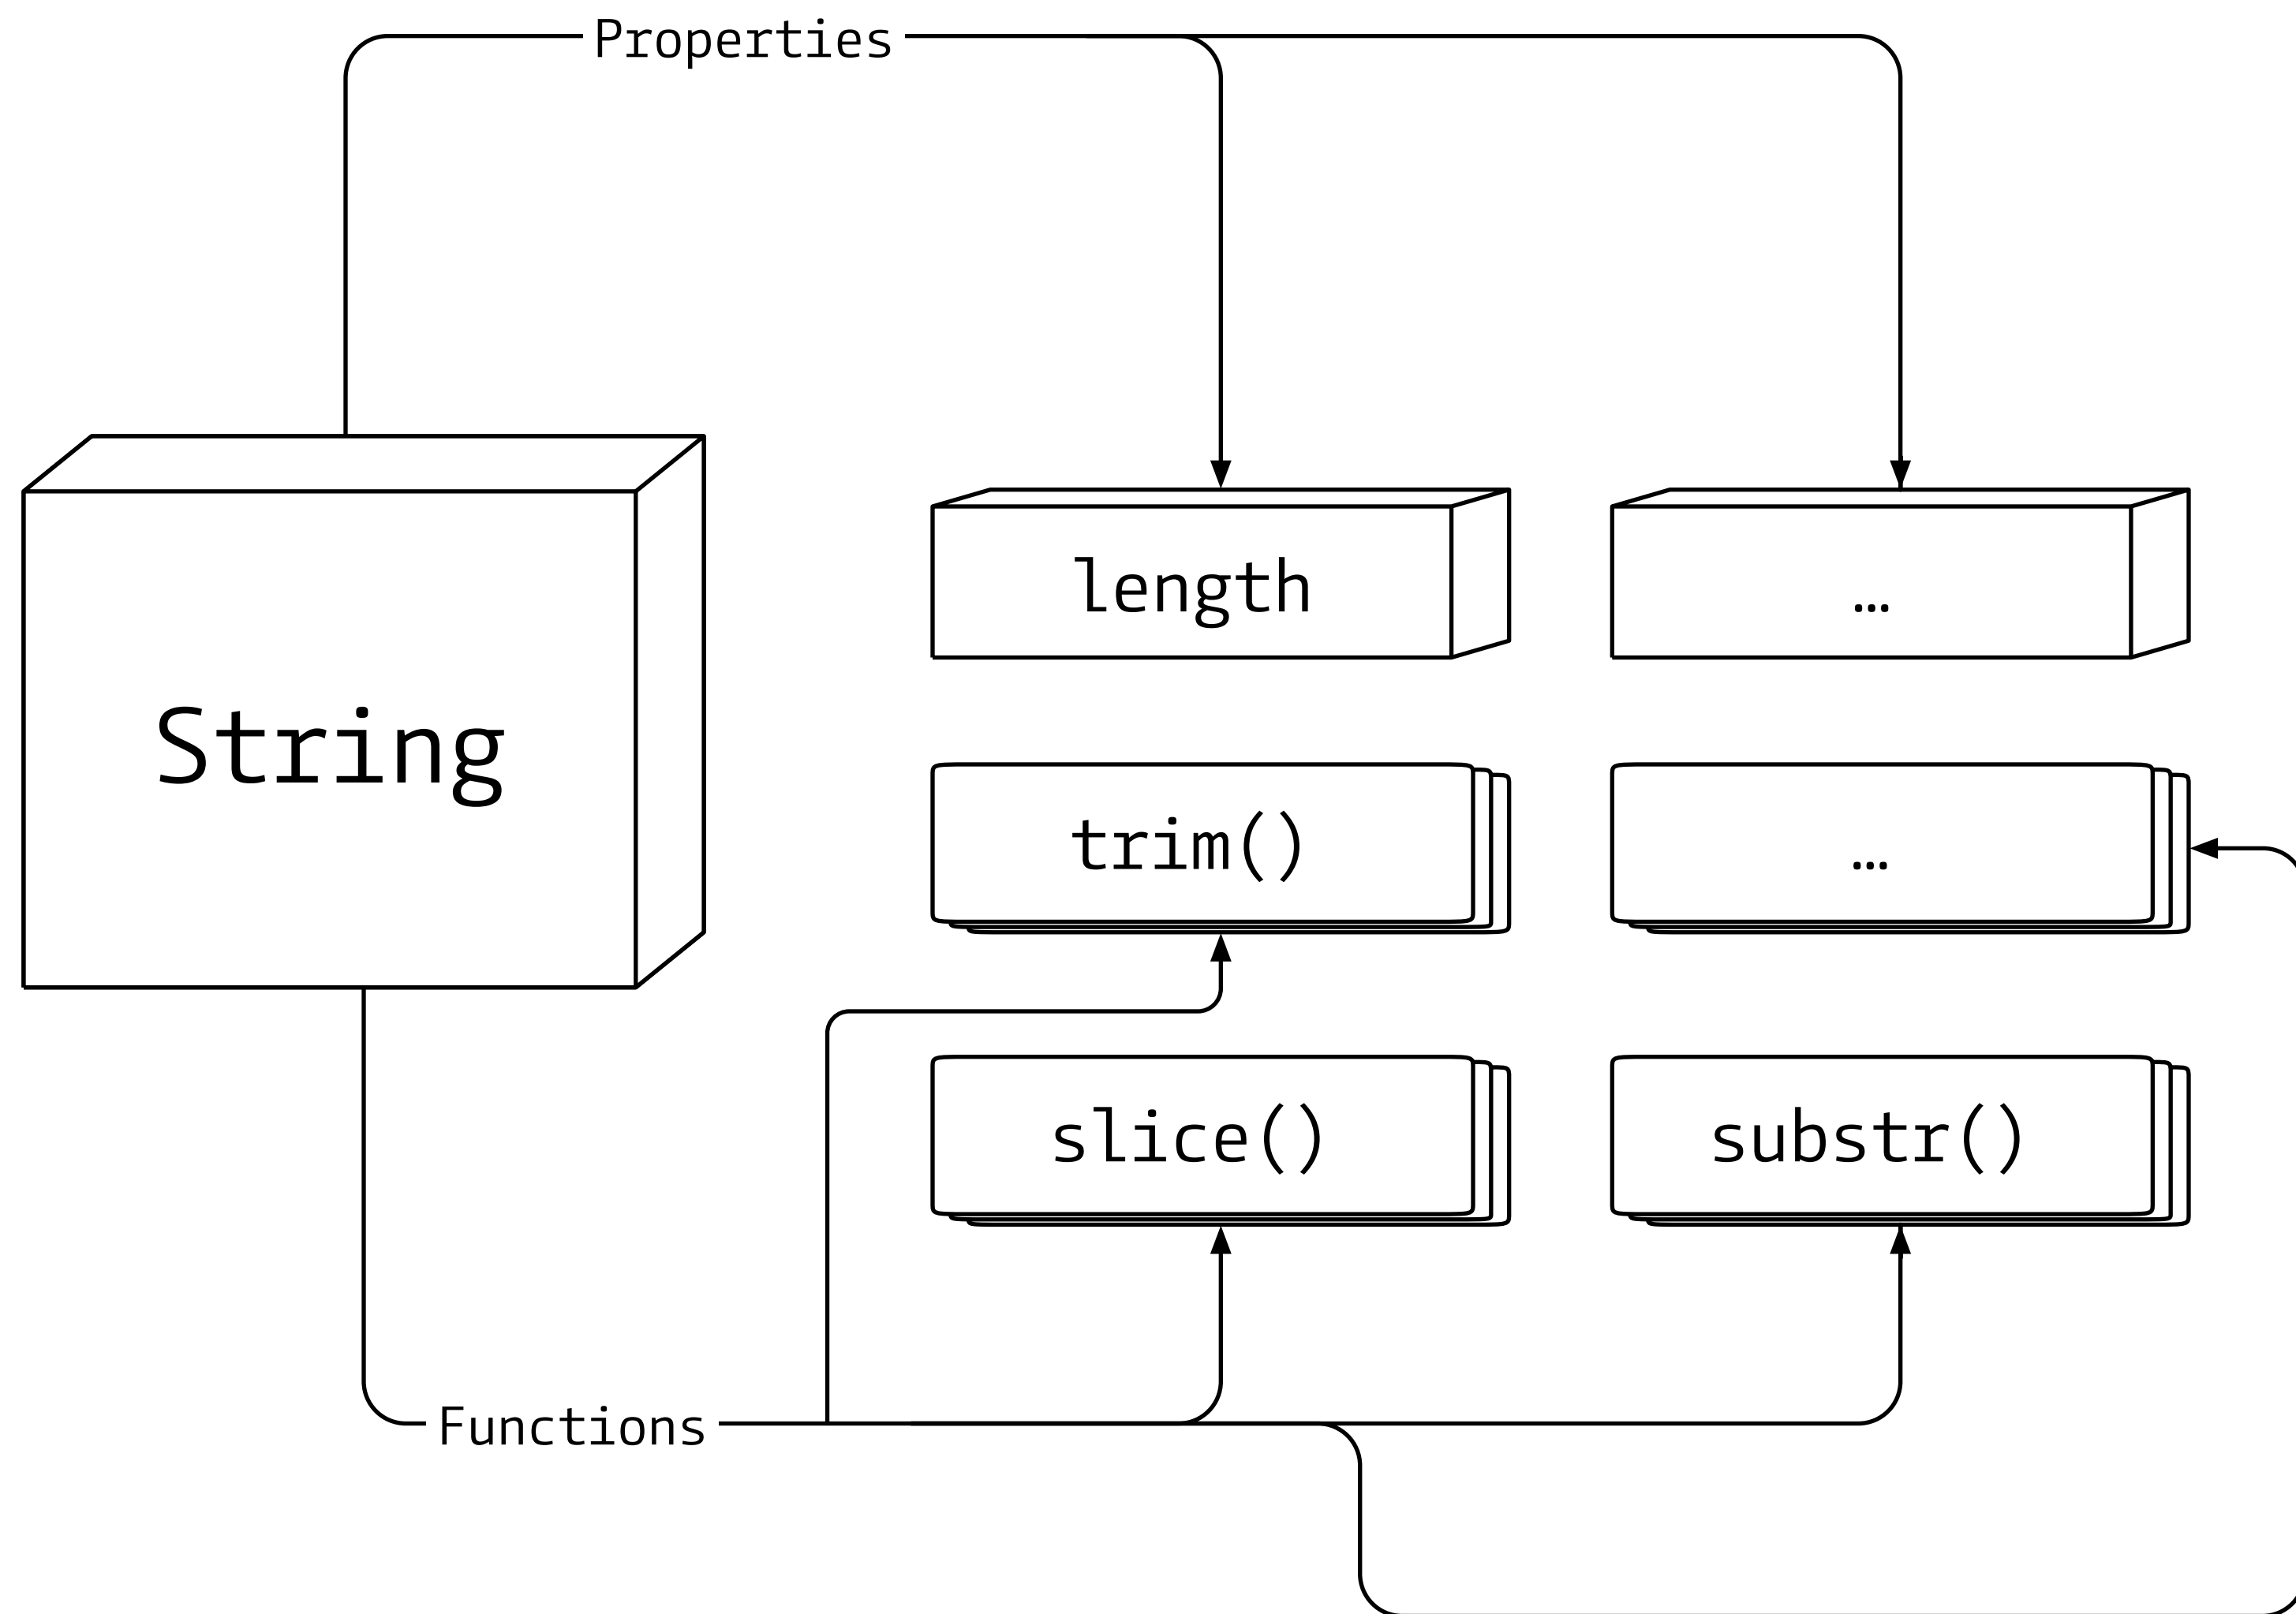 Properties
length
…
String
trim()
…
slice()
substr()
Functions